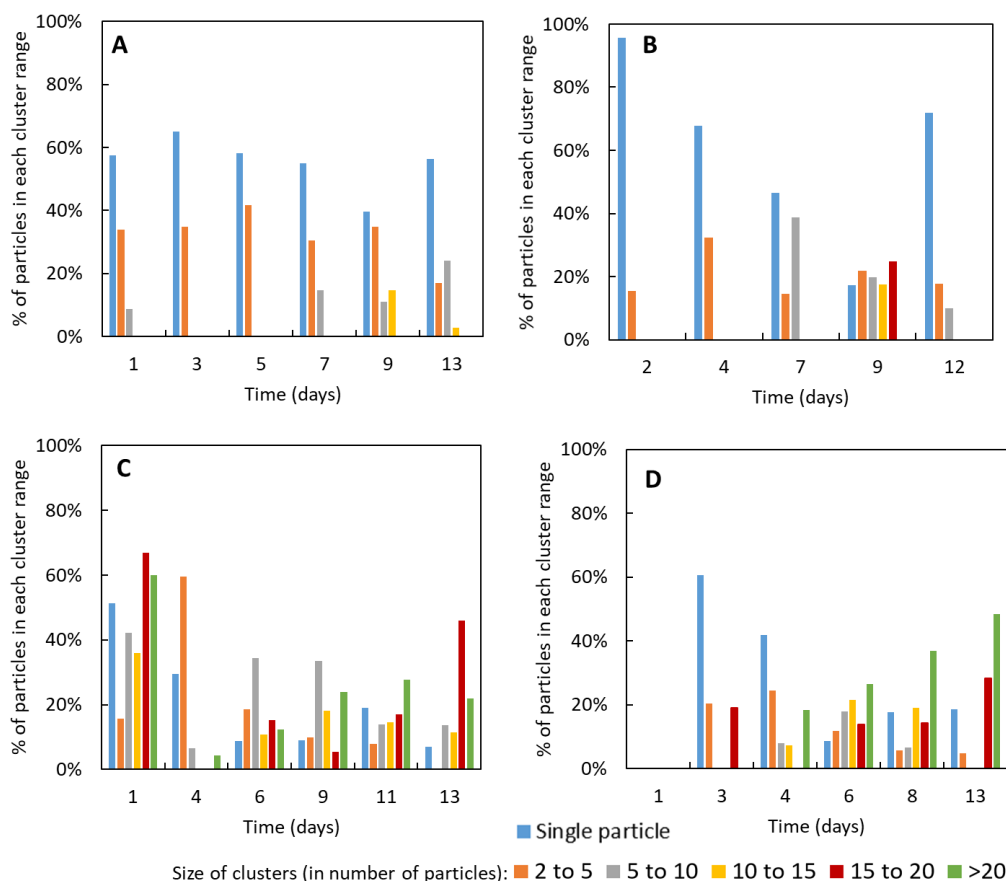 A
% of particles in each cluster range
100%
80%
60%
40%
20%
0%
1 3 5 7 9 13
Time (days)
B
% of particles in each cluster range
100%
80%
60%
40%
20%
0%
2 4 7 9 12
Time (days)
C
% of particles in each cluster range
100%
80%
60%
40%
20%
0%
1 4 6 9 11 13
Time (days)
D
% of particles in each cluster range
100%
80%
60%
40%
20%
0%
1 3 4 6 8 13
Time (days)
Single particle
Size of clusters (in number of particles): 2 to 5 5 to 10 10 to 15 15 to 20 >20